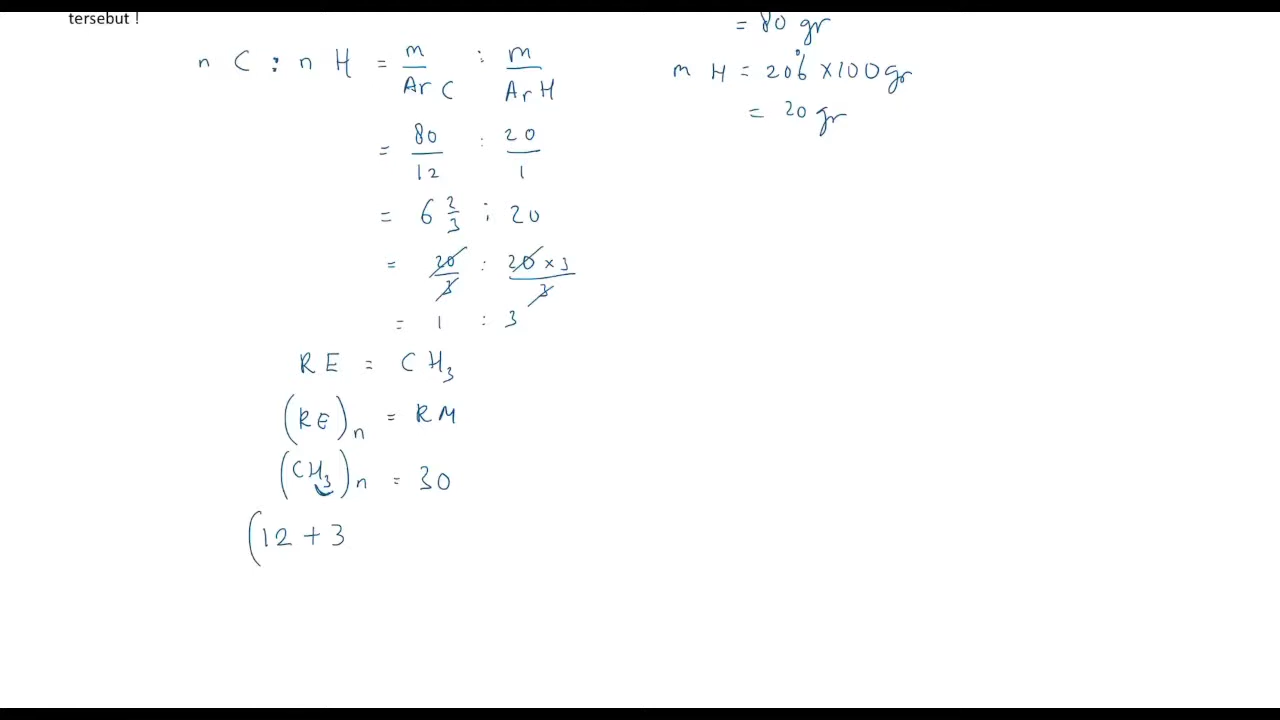 tersebut !
= 80 gr
n C : n H = m/Ar C : m/Ar H
m H = 20% × 100 gr
= 20 gr
= 80/12 : 20/1
= 6 2/3 : 20
= 20/3 : 20 × 3/3
= 1 : 3
RE = CH₃
(RE)n = RM
(CH₃)n = 30
(12 + 3